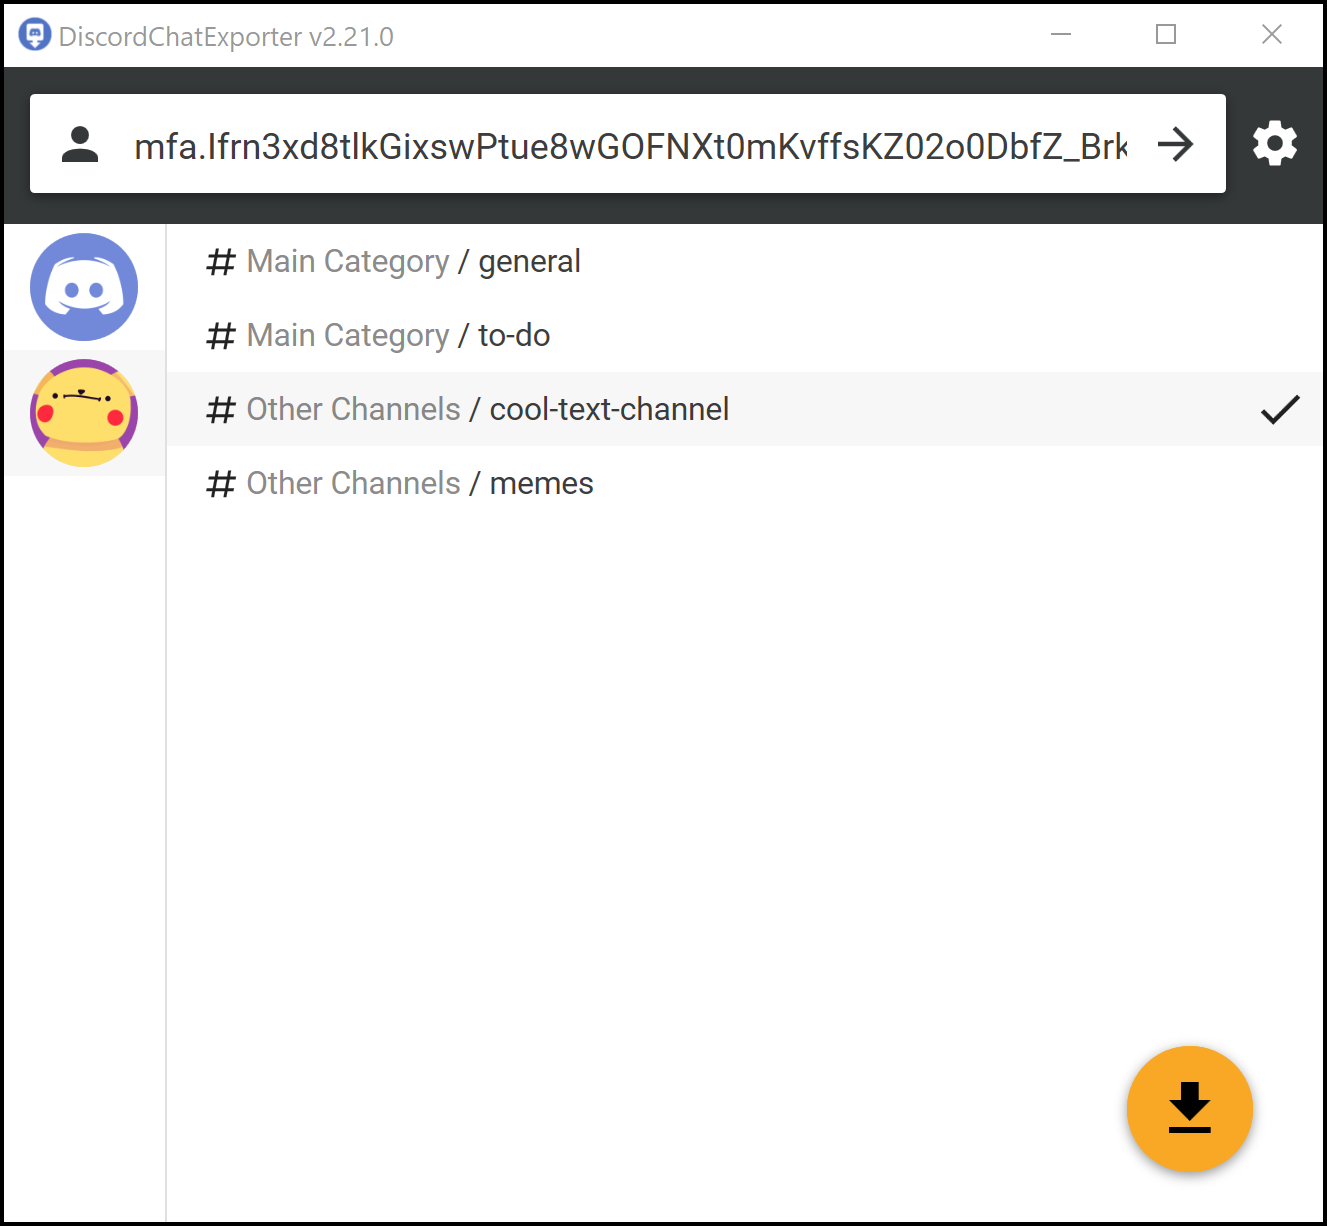 DiscordChatExporter v2.21.0
mfa.Ifrn3xd8tlkGixswPtue8wGOFNXt0mKvffsKZ02o0DbfZ_Brk
# Main Category / general
# Main Category / to-do
# Other Channels / cool-text-channel
# Other Channels / memes